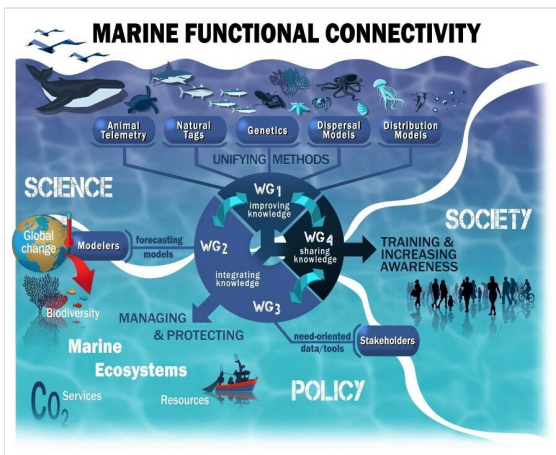 MARINE FUNCTIONAL CONNECTIVITY
Animal
Telemetry
Natural
Tags
Genetics
Dispersal
Models
Distribution
Models
UNIFYING METHODS
SCIENCE
WG1
improving
knowledge
SOCIETY
Global
change
Modelers
forecasting
models
WG2
integrating
knowledge
WG4
sharing
knowledge
TRAINING &
INCREASING
AWARENESS
WG3
Biodiversity
MANAGING
& PROTECTING
need-oriented
data/tools
Stakeholders
Marine
Ecosystems
CO2
Services
Resources
POLICY